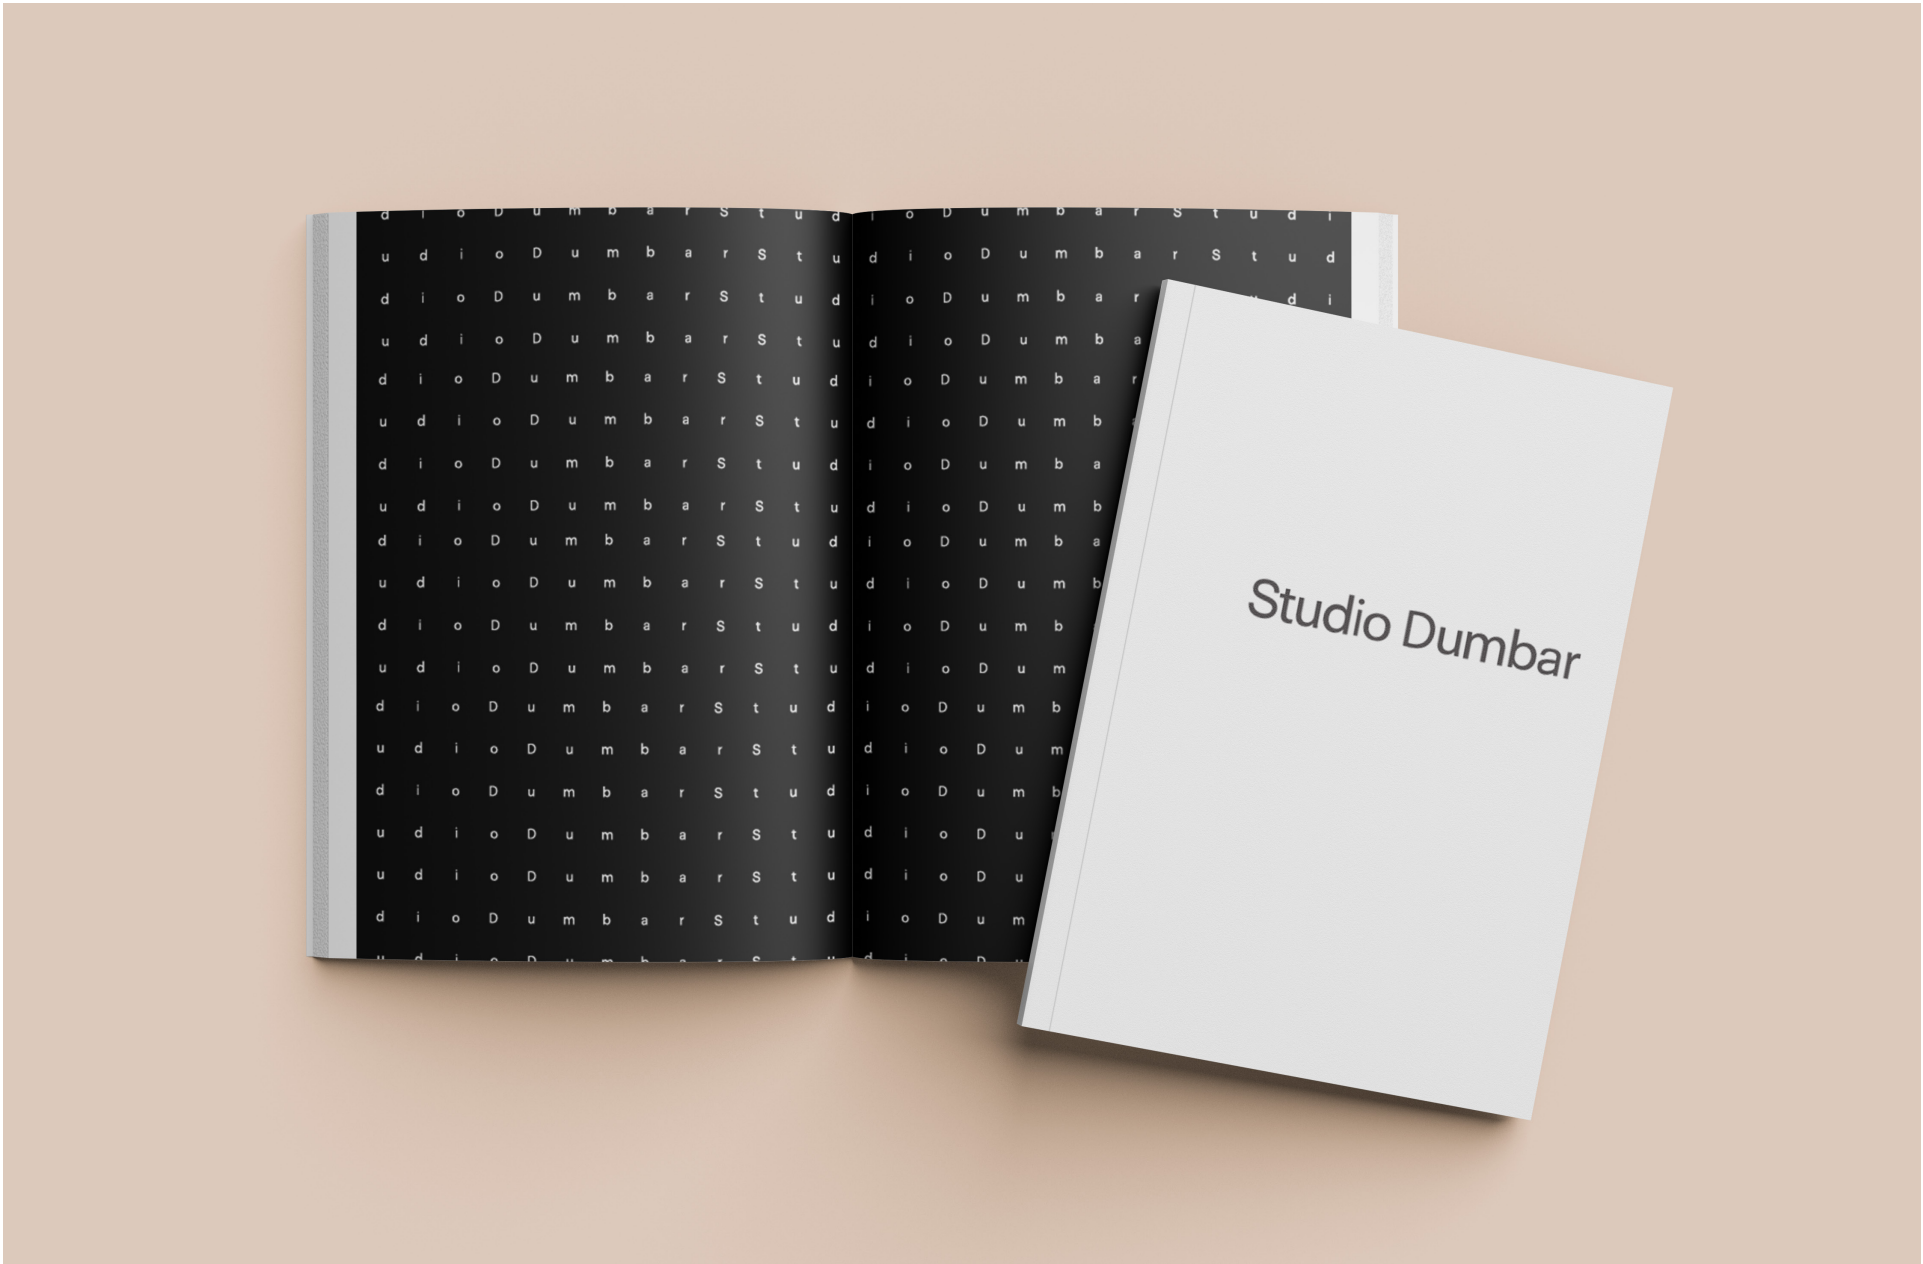 d i o D u m b a r S t u d i o D u m b a r S t u d i
u d i o D u m b a r S t u d i o D u m b a r S t u d
d i o D u m b a r S t u d i o D u m b a r u d i
u d i o D u m b a r S t u d i o D u m b a
d i o D u m b a r S t u d i o D u m b a r
u d i o D u m b a r S t u d i o D u m b
d i o D u m b a r S t u d i o D u m b a
u d i o D u m b a r S t u d i o D u m b
d i o D u m b a r S t u d i o D u m b a
u d i o D u m b a r S t u d i o D u m b
d i o D u m b a r S t u d i o D u m b
u d i o D u m b a r S t u d i o D u m
d i o D u m b a r S t u d i o D u m b
u d i o D u m b a r S t u d i o D u m
d i o D u m b a r S t u d i o D u m b
u d i o D u m b a r S t u d i o D u
u d i o D u m b a r S t u d i o D u
d i o D u m b a r S t u d i o D u m
u d i o D u m b a r S t u d i o D u
Studio Dumbar